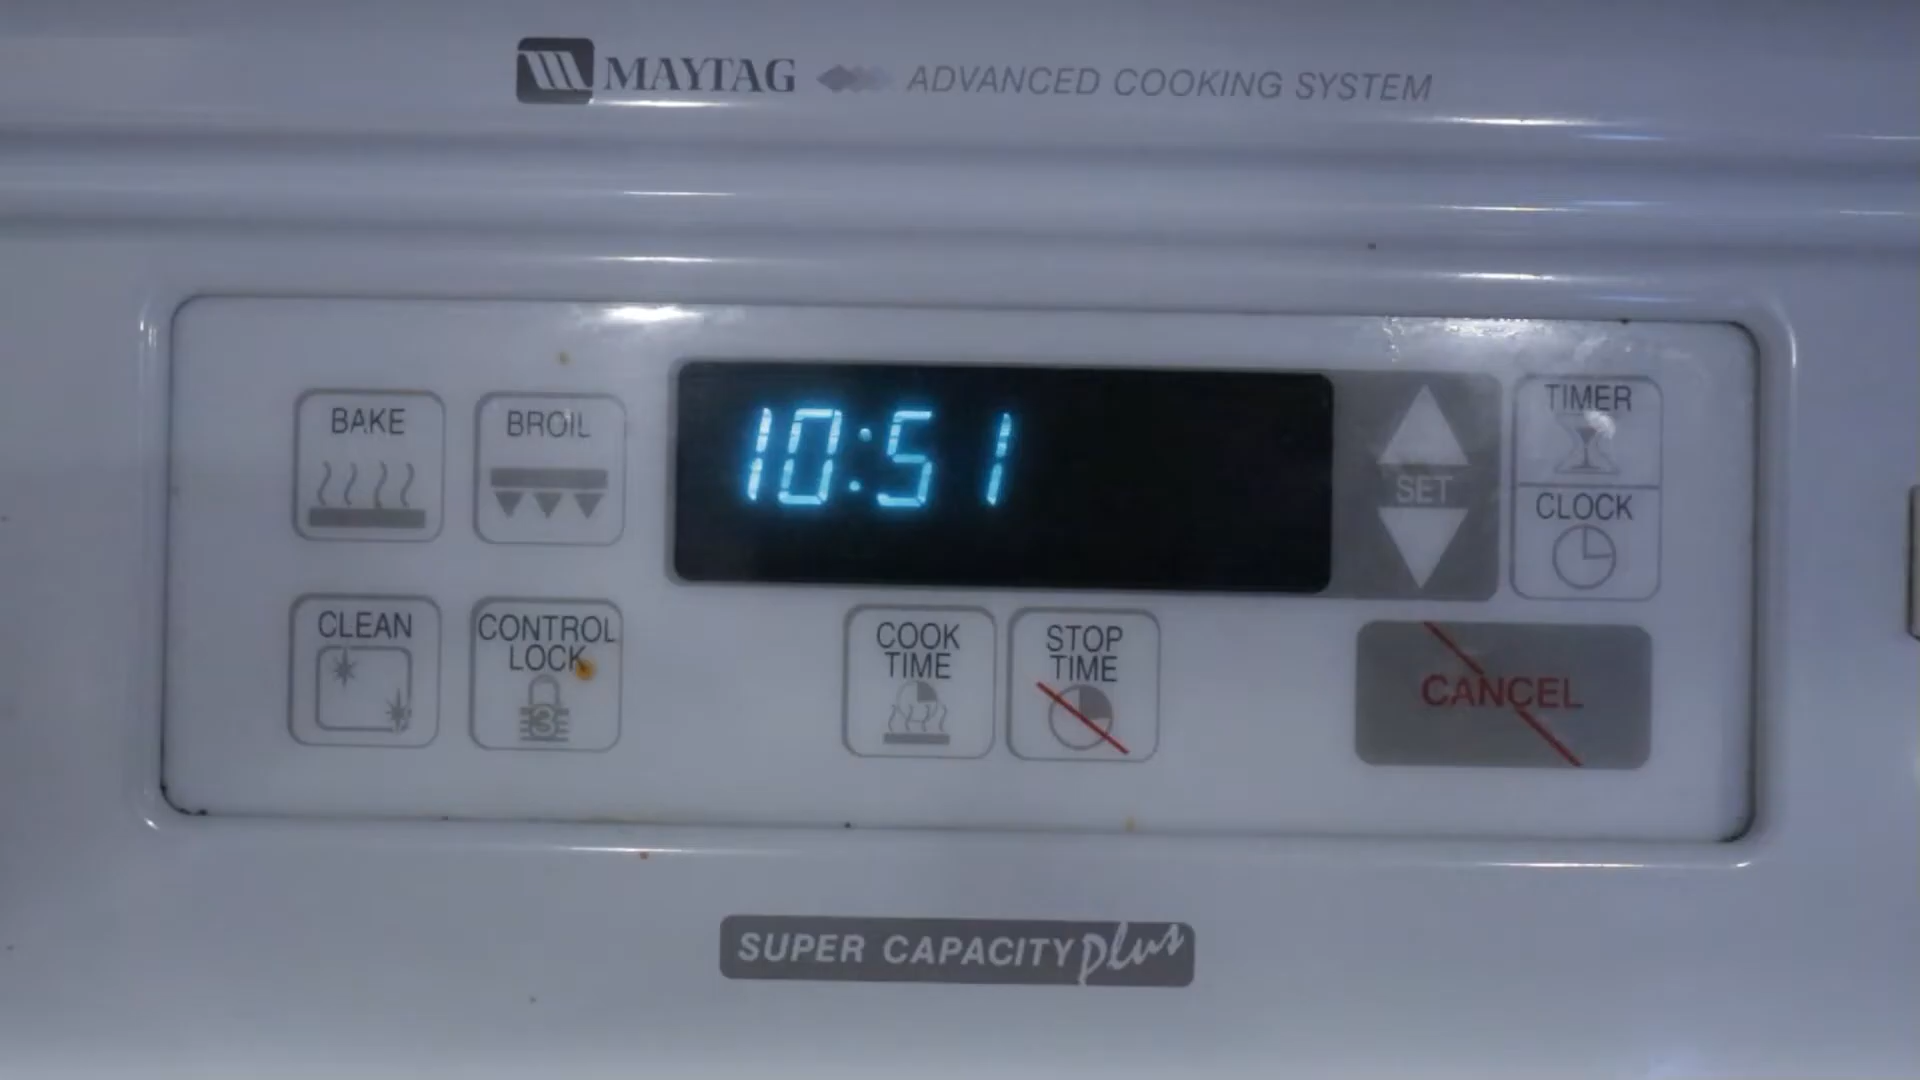 MAYTAG ADVANCED COOKING SYSTEM
BAKE
BROIL
10:51
SET
TIMER
CLOCK
CLEAN
CONTROL
LOCK
3
COOK
TIME
STOP
TIME
CANCEL
SUPER CAPACITY plus